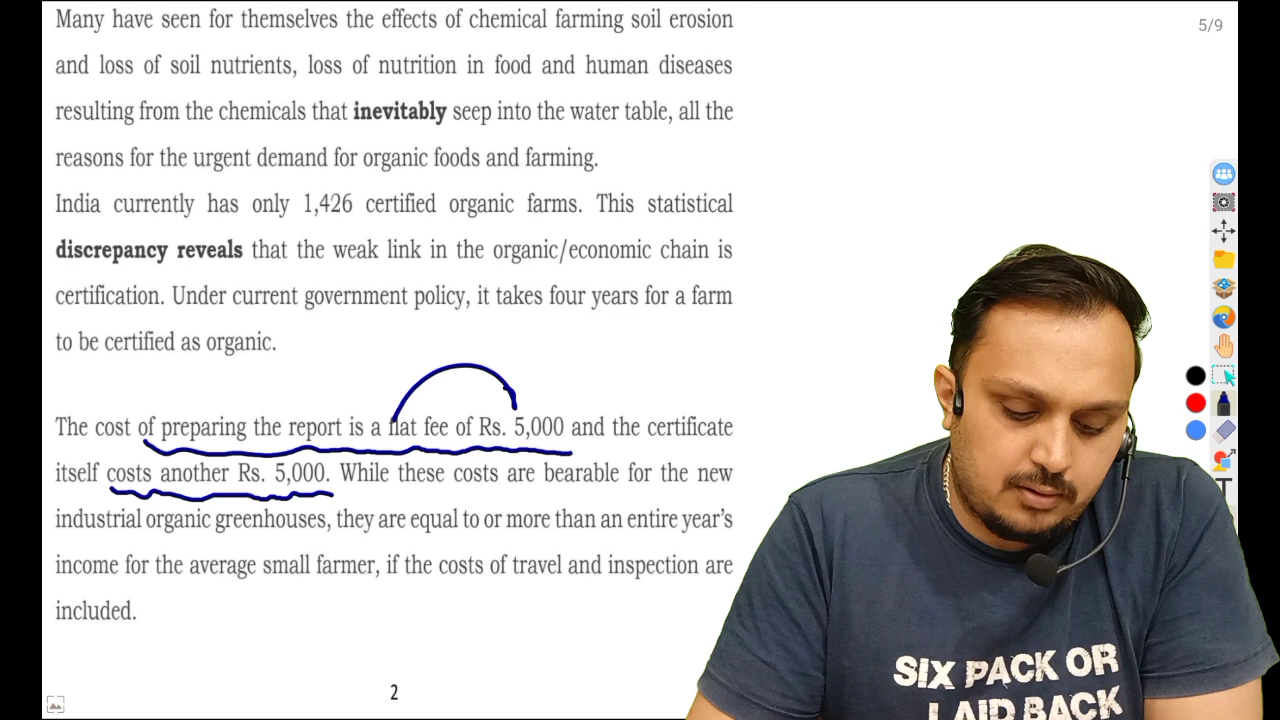 Many have seen for themselves the effects of chemical farming soil erosion
5/9
and loss of soil nutrients, loss of nutrition in food and human diseases
resulting from the chemicals that inevitably seep into the water table, all the
reasons for the urgent demand for organic foods and farming.
India currently has only 1,426 certified organic farms. This statistical
discrepancy reveals that the weak link in the organic/economic chain is
certification. Under current government policy, it takes four years for a farm
to be certified as organic.
The cost of preparing the report is a flat fee of Rs. 5,000 and the certificate
itself costs another Rs. 5,000. While these costs are bearable for the new
industrial organic greenhouses, they are equal to or more than an entire year's
income for the average small farmer, if the costs of travel and inspection are
included.
2
T
SIX PACK OR
LAID BACK